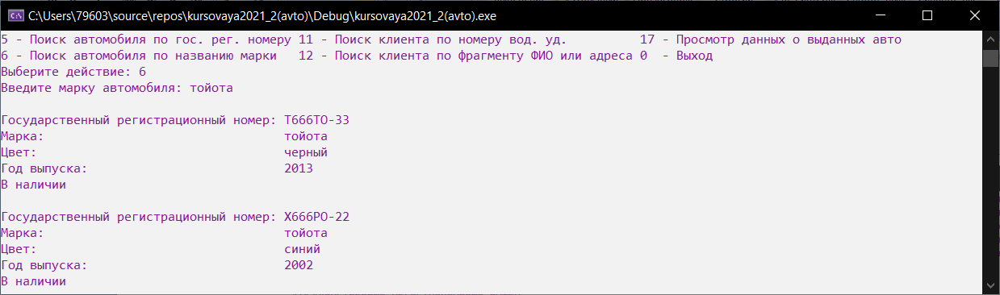 C:\Users\79603\source\repos\kursovaya2021_2(avto)\Debug\kursovaya2021_2(avto).exe
5 - Поиск автомобиля по гос. рег. номеру 11 - Поиск клиента по номеру вод. уд. 17 - Просмотр данных о выданных авто
6 - Поиск автомобиля по названию марки 12 - Поиск клиента по фрагменту ФИО или адреса 0 - Выход
Выберите действие: 6
Введите марку автомобиля: тойота
Государственный регистрационный номер: Т666ТО-33
Марка: тойота
Цвет: черный
Год выпуска: 2013
В наличии
Государственный регистрационный номер: Х666РО-22
Марка: тойота
Цвет: синий
Год выпуска: 2002
В наличии